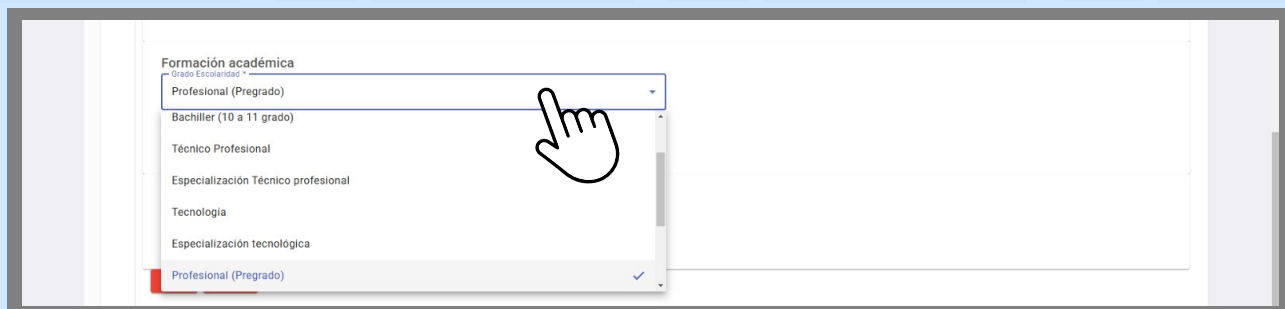 Formación académica
Grado Escolaridad *
Profesional (Pregrado)
Bachiller (10 a 11 grado)
Técnico Profesional
Especialización Técnico profesional
Tecnología
Especialización tecnológica
Profesional (Pregrado)